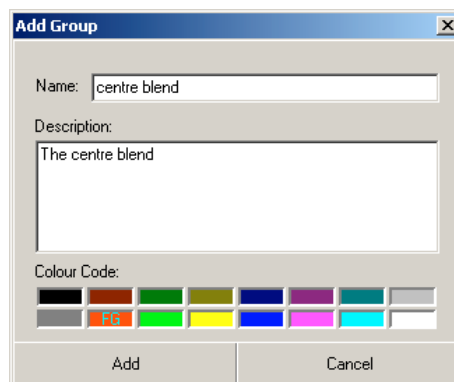 Add Group
Name: centre blend
Description:
The centre blend
Colour Code:
FG
Add Cancel